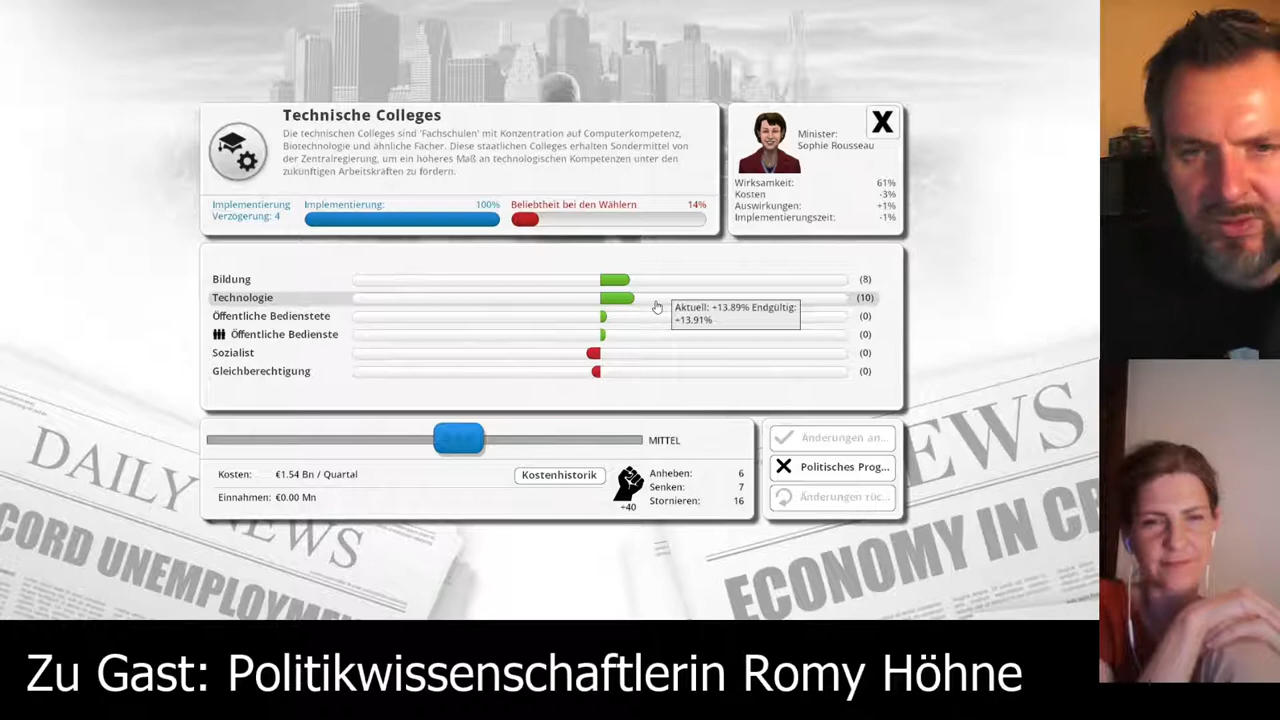 Technische Colleges
Die technischen Colleges sind 'Fachschulen' mit Konzentration auf Computerkompetenz,
Biotechnologie und ähnliche Fächer. Diese staatlichen Colleges erhalten Sondermittel von
der Zentralregierung, um ein höheres Maß an technologischen Kompetenzen unter den
zukünftigen Arbeitskräften zu fördern.
Implementierung
Verzögerung: 4
Implementierung: 100%
Beliebtheit bei den Wählern 14%
X
Minister:
Sophie Rousseau
Wirksamkeit: 61%
Kosten -3%
Auswirkungen: +1%
Implementierungszeit: -1%
Bildung (8)
Technologie (10)
Aktuell: +13.89% Endgültig:
+13.91%
Öffentliche Bedienstete (0)
Öffentliche Bedienste (0)
Sozialist (0)
Gleichberechtigung (0)
MITTEL
Kosten: €1.54 Bn / Quartal
Kostenhistorik
Einnahmen: €0.00 Mn
+40
Anheben: 6
Senken: 7
Stornieren: 16
Änderungen an...
Politisches Prog...
Änderungen rüc...
DAILY NEWS
CORD UNEMPLOYME
NEWS
ECONOMY IN CR
Zu Gast: Politikwissenschaftlerin Romy Höhne